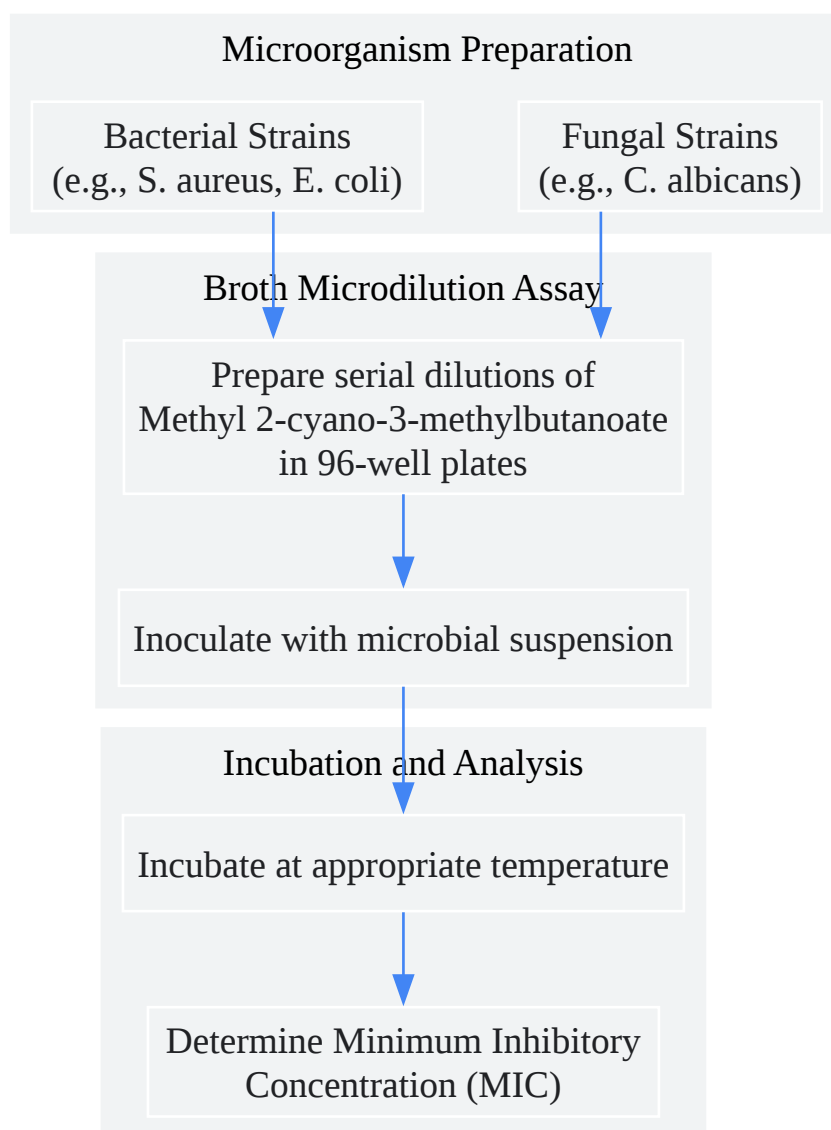 Microorganism Preparation
Bacterial Strains
(e.g., S. aureus, E. coli)
Fungal Strains
(e.g., C. albicans)
Broth Microdilution Assay
Prepare serial dilutions of
Methyl 2-cyano-3-methylbutanoate
in 96-well plates
Inoculate with microbial suspension
Incubation and Analysis
Incubate at appropriate temperature
Determine Minimum Inhibitory
Concentration (MIC)